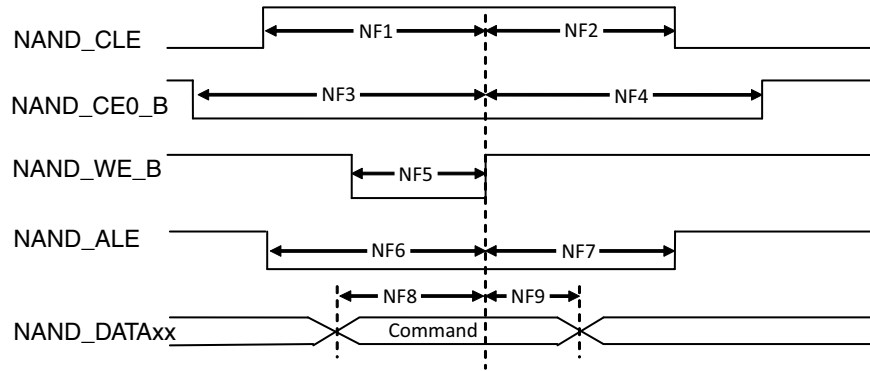 NAND_CLE
NF1
NF2
NAND_CE0_B
NF3
NF4
NAND_WE_B
NF5
NAND_ALE
NF6
NF7
NF8
NF9
NAND_DATAxx
Command